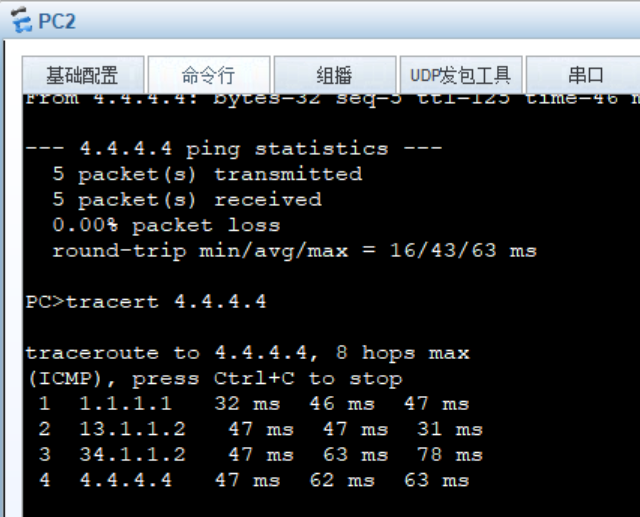 PC2
基础配置 命令行 组播 UDP发包工具 串口
From 4.4.4.4: bytes=32 seq=5 ttl=125 time=46 m
--- 4.4.4.4 ping statistics ---
5 packet(s) transmitted
5 packet(s) received
0.00% packet loss
round-trip min/avg/max = 16/43/63 ms
PC>tracert 4.4.4.4
traceroute to 4.4.4.4, 8 hops max
(ICMP), press Ctrl+C to stop
1 1.1.1.1 32 ms 46 ms 47 ms
2 13.1.1.2 47 ms 47 ms 31 ms
3 34.1.1.2 47 ms 63 ms 78 ms
4 4.4.4.4 47 ms 62 ms 63 ms